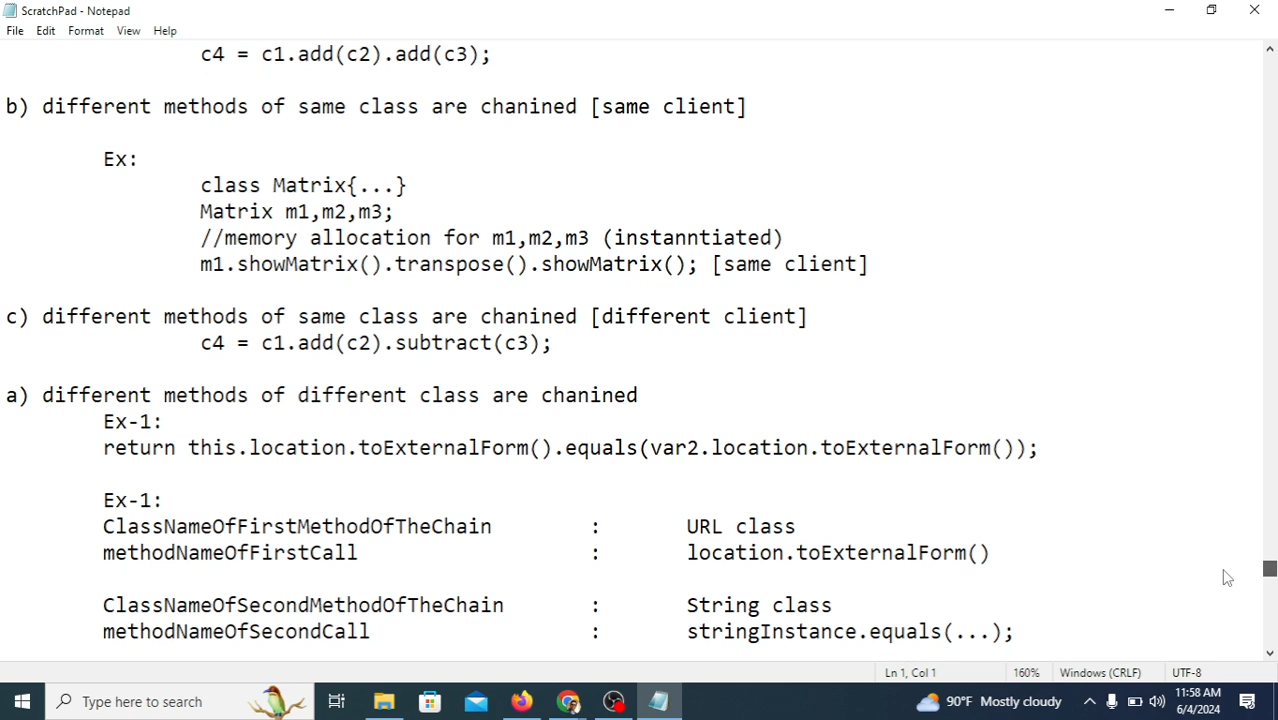 ScratchPad - Notepad
File Edit Format View Help
c4 = c1.add(c2).add(c3);
b) different methods of same class are chanined [same client]
Ex:
class Matrix{...}
Matrix m1,m2,m3;
//memory allocation for m1,m2,m3 (instanntiated)
m1.showMatrix().transpose().showMatrix(); [same client]
c) different methods of same class are chanined [different client]
c4 = c1.add(c2).subtract(c3);
a) different methods of different class are chanined
Ex-1:
return this.location.toExternalForm().equals(var2.location.toExternalForm());
Ex-1:
ClassNameOfFirstMethodOfTheChain : URL class
methodNameOfFirstCall : location.toExternalForm()
ClassNameOfSecondMethodOfTheChain : String class
methodNameOfSecondCall : stringInstance.equals(...);
Ln 1, Col 1 160% Windows (CRLF) UTF-8
Type here to search 90°F Mostly cloudy 11:58 AM
6/4/2024